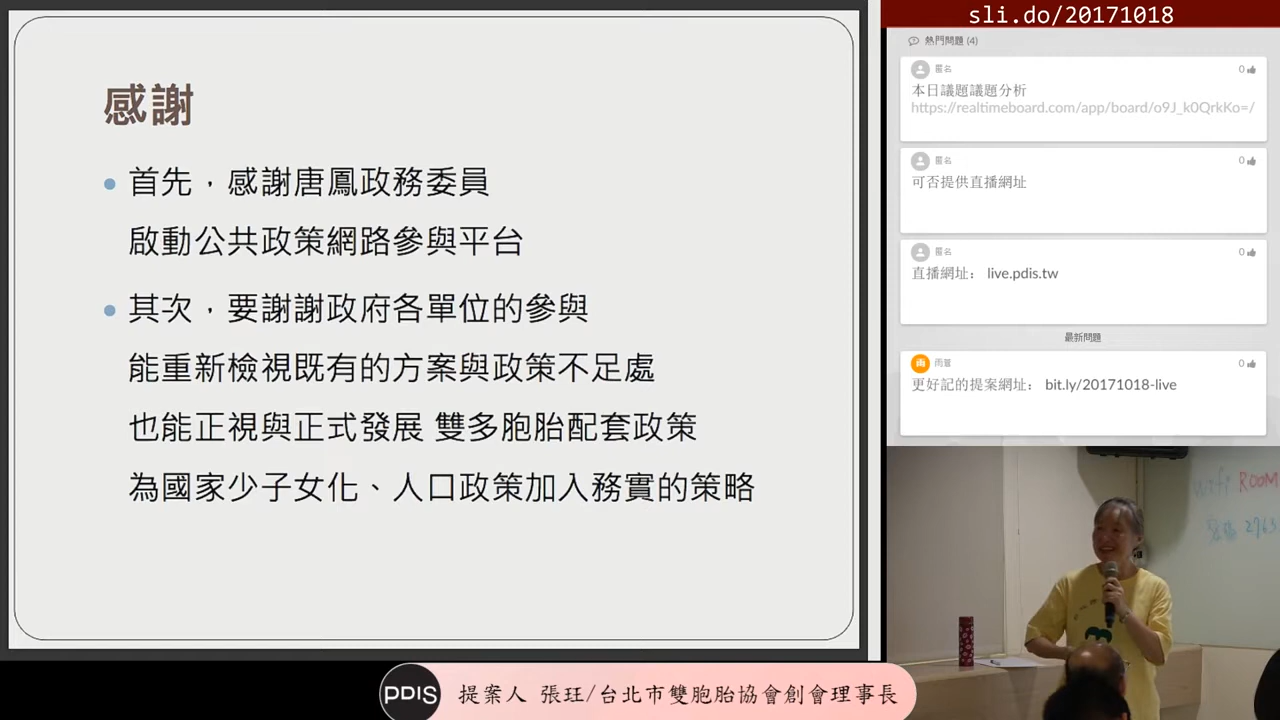 感謝
首先，感謝唐鳳政務委員
啟動公共政策網路參與平台
其次，要謝謝政府各單位的參與
能重新檢視既有的方案與政策不足處
也能正視與正式發展 雙多胞胎配套政策
為國家少子女化、人口政策加入務實的策略
sli.do/20171018
熱門問題 (4)
匿名
0
本日議題議題分析
https://realtimeboard.com/app/board/o9J_k0QrkKo=/
匿名
0
可否提供直播網址
匿名
0
直播網址： live.pdis.tw
最新問題
雨
雨萱
0
更好記的提案網址： bit.ly/20171018-live
wifi ROOM
PDIS
提案人 張珏/台北市雙胞胎協會創會理事長